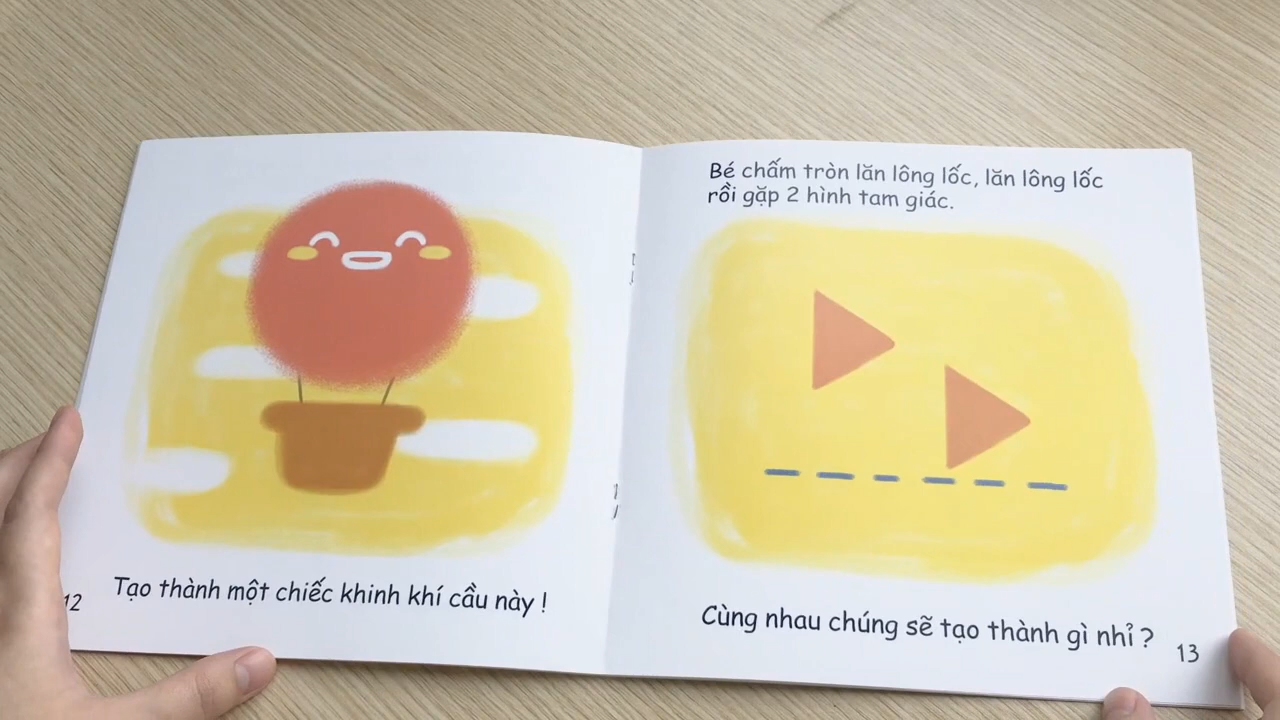 Tạo thành một chiếc khinh khí cầu này !
12
Bé chấm tròn lăn lông lốc, lăn lông lốc
rồi gặp 2 hình tam giác.
Cùng nhau chúng sẽ tạo thành gì nhỉ ?
13